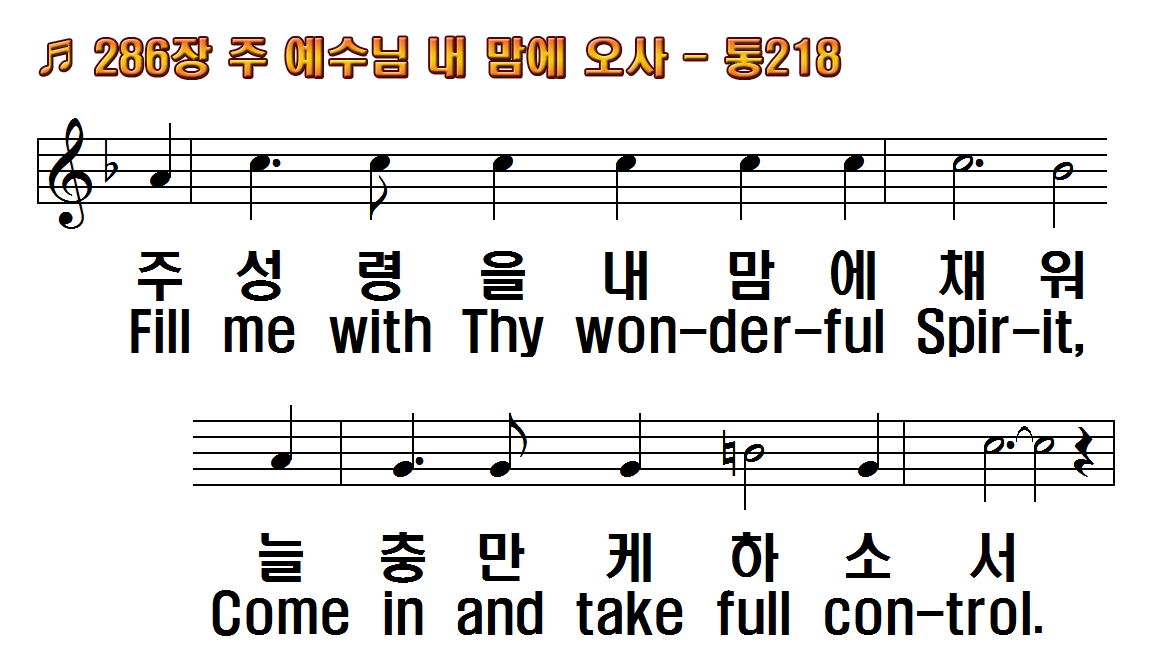 ♬ 286장 주 예수님 내 맘에 오사 - 통218
주 성 령 을 내 맘 에 채 워
Fill me with Thy won-der-ful Spir-it,
늘 충 만 케 하 소 서
Come in and take full con-trol.